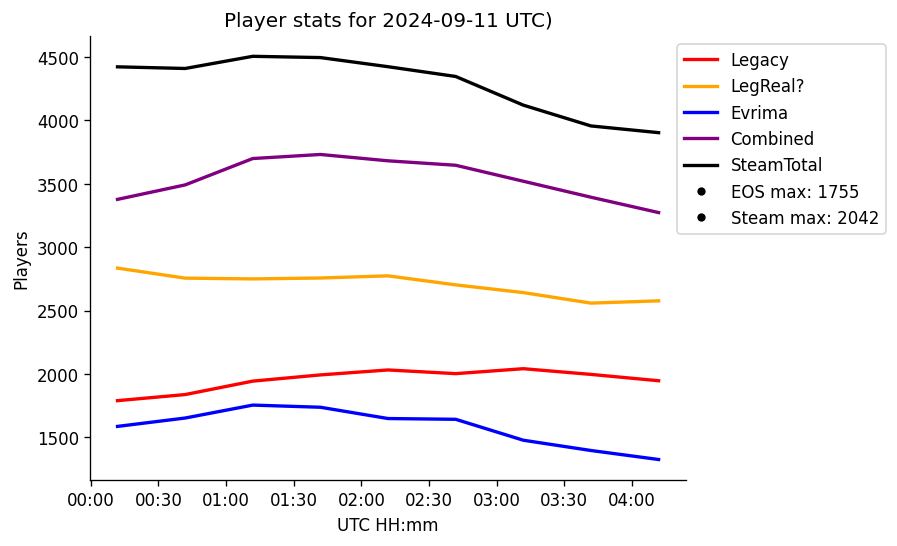 Player stats for 2024-09-11 UTC)
Players
4500
4000
3500
3000
2500
2000
1500
00:00 00:30 01:00 01:30 02:00 02:30 03:00 03:30 04:00
UTC HH:mm
Legacy
LegReal?
Evrima
Combined
SteamTotal
EOS max: 1755
Steam max: 2042